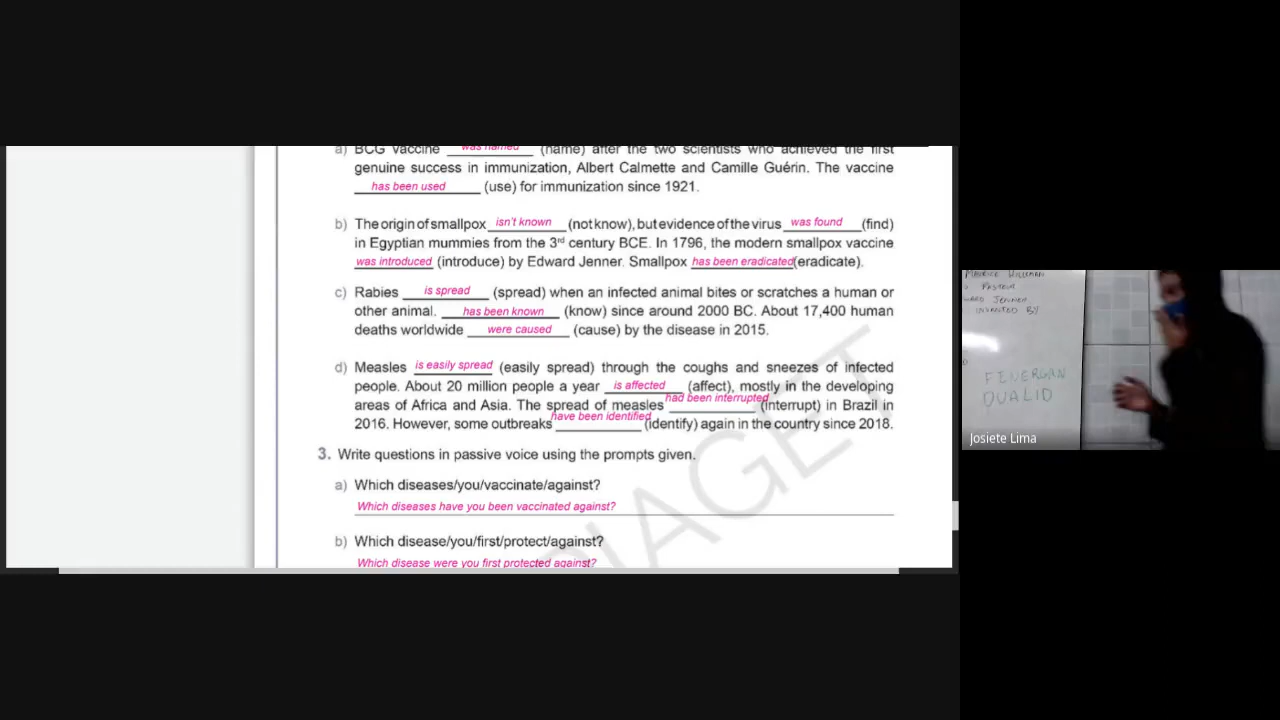 a) BCG vaccine was named (name) after the two scientists who achieved the first
genuine success in immunization, Albert Calmette and Camille Guérin. The vaccine
has been used (use) for immunization since 1921.
b) The origin of smallpox isn't known (not know), but evidence of the virus was found (find)
in Egyptian mummies from the 3rd century BCE. In 1796, the modern smallpox vaccine
was introduced (introduce) by Edward Jenner. Smallpox has been eradicated (eradicate).
c) Rabies is spread (spread) when an infected animal bites or scratches a human or
other animal. has been known (know) since around 2000 BC. About 17,400 human
deaths worldwide were caused (cause) by the disease in 2015.
d) Measles is easily spread (easily spread) through the coughs and sneezes of infected
people. About 20 million people a year is affected (affect), mostly in the developing
areas of Africa and Asia. The spread of measles had been interrupted (interrupt) in Brazil in
2016. However, some outbreaks have been identified (identify) again in the country since 2018.
3. Write questions in passive voice using the prompts given.
a) Which diseases/you/vaccinate/against?
Which diseases have you been vaccinated against?
b) Which disease/you/first/protect/against?
Which disease were you first protected against?
PIAGET
MAURICE HILLEMAN
PASTEUR
WARD JENNER
INVENTED BY
FINERGAN
DUALID
Josiete Lima